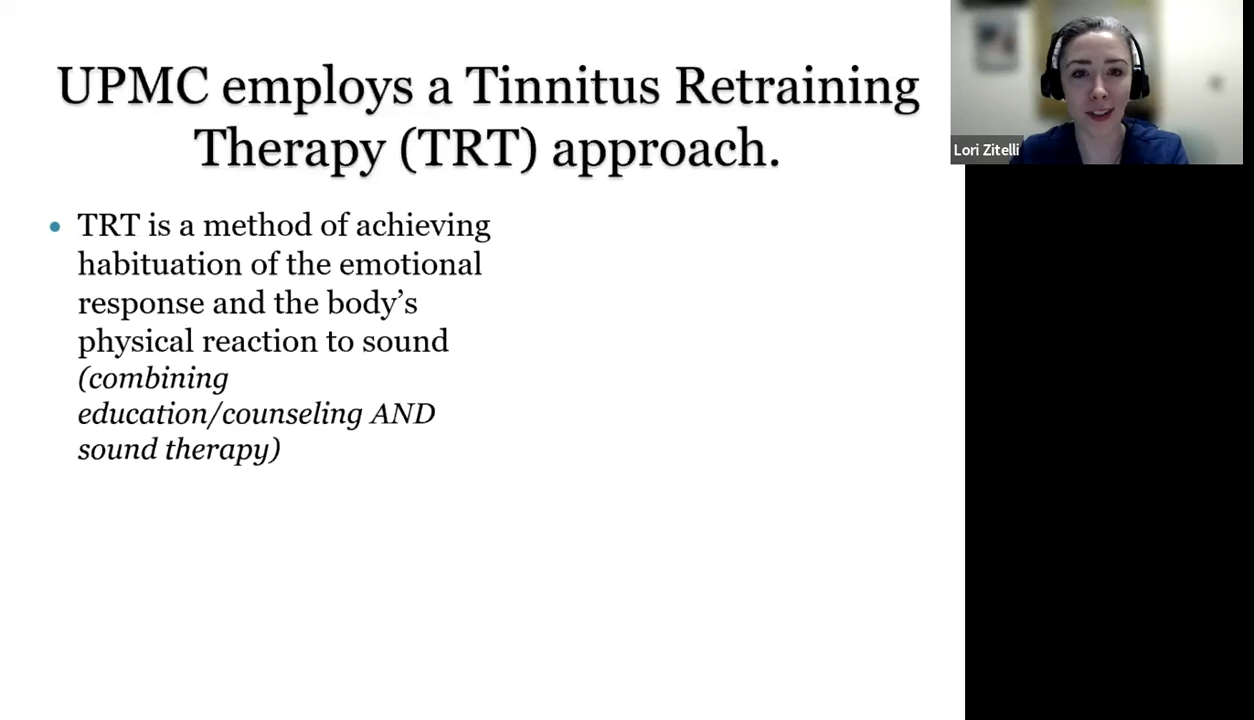 UPMC employs a Tinnitus Retraining
Therapy (TRT) approach.
• TRT is a method of achieving
habituation of the emotional
response and the body’s
physical reaction to sound
(combining
education/counseling AND
sound therapy)
Lori Zitelli